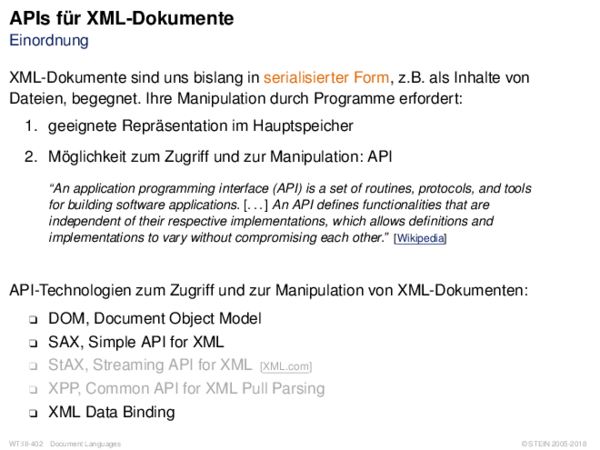 APIs für XML-Dokumente
Einordnung
XML-Dokumente sind uns bislang in serialisierter Form, z.B. als Inhalte von
Dateien, begegnet. Ihre Manipulation durch Programme erfordert:
1. geeignete Repräsentation im Hauptspeicher
2. Möglichkeit zum Zugriff und zur Manipulation: API
“An application programming interface (API) is a set of routines, protocols, and tools
for building software applications. [...] An API defines functionalities that are
independent of their respective implementations, which allows definitions and
implementations to vary without compromising each other.” [Wikipedia]
API-Technologien zum Zugriff und zur Manipulation von XML-Dokumenten:
❑ DOM, Document Object Model
❑ SAX, Simple API for XML
❑ StAX, Streaming API for XML [XML.com]
❑ XPP, Common API for XML Pull Parsing
❑ XML Data Binding
WT:III-402 Document Languages © STEIN 2005-2018